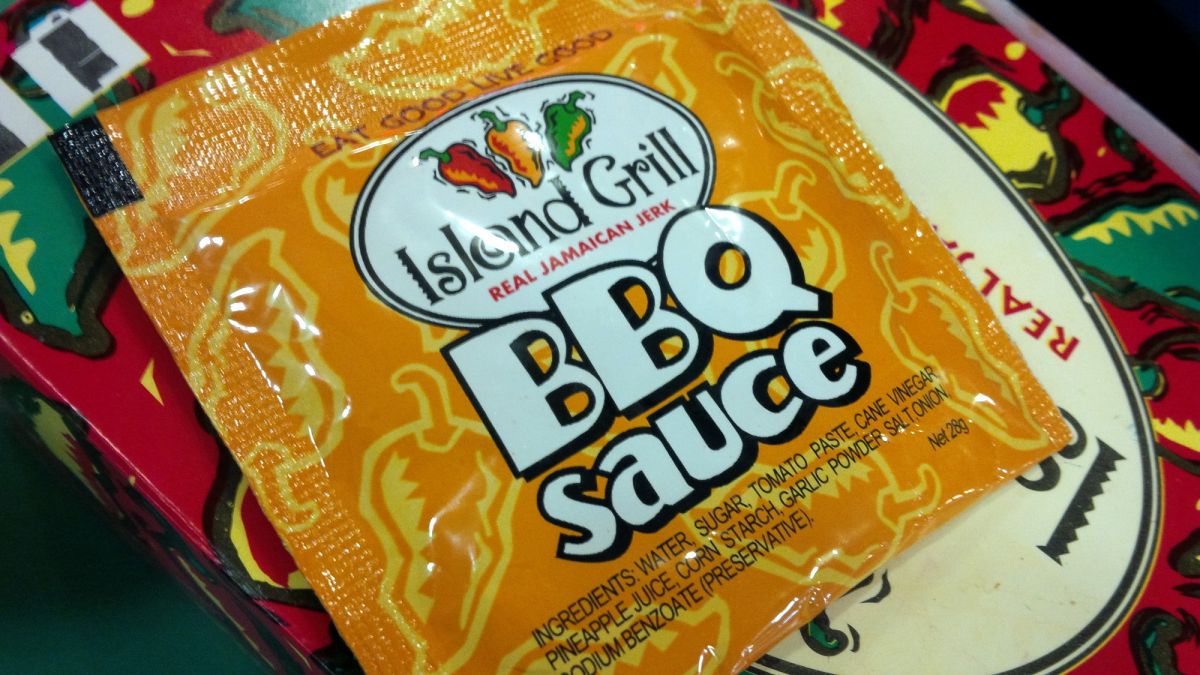 EAT GOOD LIVE GOOD
Island Grill
REAL JAMAICAN JERK
BBQ
sauce
INGREDIENTS: WATER, SUGAR, TOMATO PASTE, CANE VINEGAR,
PINEAPPLE JUICE, CORN STARCH, GARLIC POWDER SALT, ONION,
SODIUM BENZOATE (PRESERVATIVE).
Net 28g
REAL